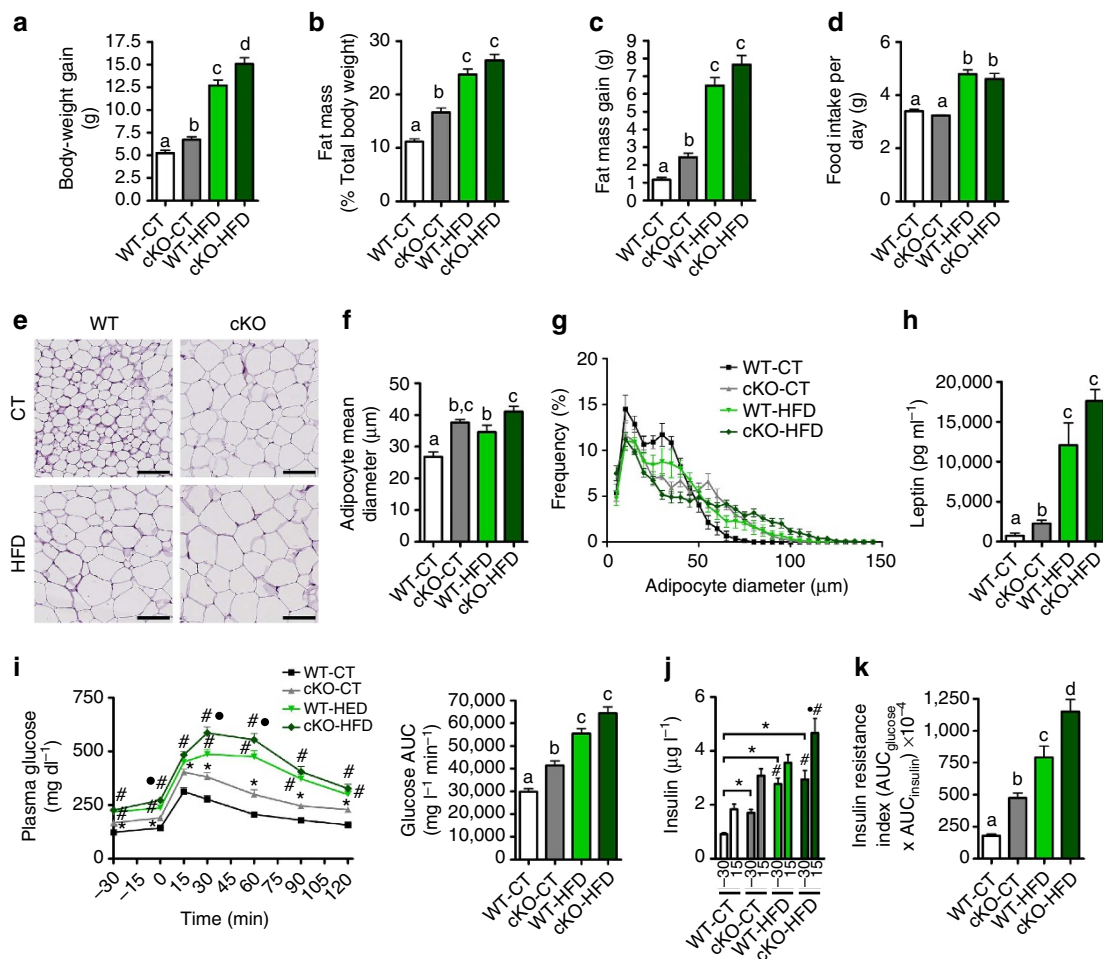 a
Body-weight gain
(g)
17.5
15.0
12.5
10.0
7.5
5.0
2.5
0.0
a
b
c
d
WT-CT
cKO-CT
WT-HFD
cKO-HFD
b
Fat mass
(% Total body weight)
30
20
10
0
a
b
c
c
WT-CT
cKO-CT
WT-HFD
cKO-HFD
c
Fat mass gain (g)
9
8
7
6
5
4
3
2
1
0
a
b
c
c
WT-CT
cKO-CT
WT-HFD
cKO-HFD
d
Food intake per
day (g)
6
4
2
0
a
a
b
b
WT-CT
cKO-CT
WT-HFD
cKO-HFD
e
WT
cKO
CT
HFD
f
Adipocyte mean
diameter (μm)
50
40
30
20
10
0
a
b,c
b
c
WT-CT
cKO-CT
WT-HFD
cKO-HFD
g
Frequency (%)
20
15
10
5
0
WT-CT
cKO-CT
WT-HFD
cKO-HFD
0
50
100
150
Adipocyte diameter (μm)
h
Leptin (pg ml⁻¹)
20,000
15,000
10,000
5,000
0
a
b
c
c
WT-CT
cKO-CT
WT-HFD
cKO-HFD
i
Plasma glucose
(mg dl⁻¹)
750
500
250
0
WT-CT
cKO-CT
WT-HED
cKO-HFD
# # * # * # * # # * # # * # # * # # *
–30 –15 0 15 30 45 60 75 90 105 120
Time (min)
Glucose AUC
(mg l⁻¹ min⁻¹)
70,000
60,000
50,000
40,000
30,000
20,000
10,000
0
a
b
c
c
WT-CT
cKO-CT
WT-HFD
cKO-HFD
j
Insulin (μg l⁻¹)
6
4
2
0
*
*
*
#
#
•#
–30
15
–30
15
–30
15
–30
15
WT-CT
cKO-CT
WT-HFD
cKO-HFD
k
Insulin resistance
index (AUC glucose
x AUC insulin) ×10⁻⁴
1,250
1,000
750
500
250
0
a
b
c
d
WT-CT
cKO-CT
WT-HFD
cKO-HFD